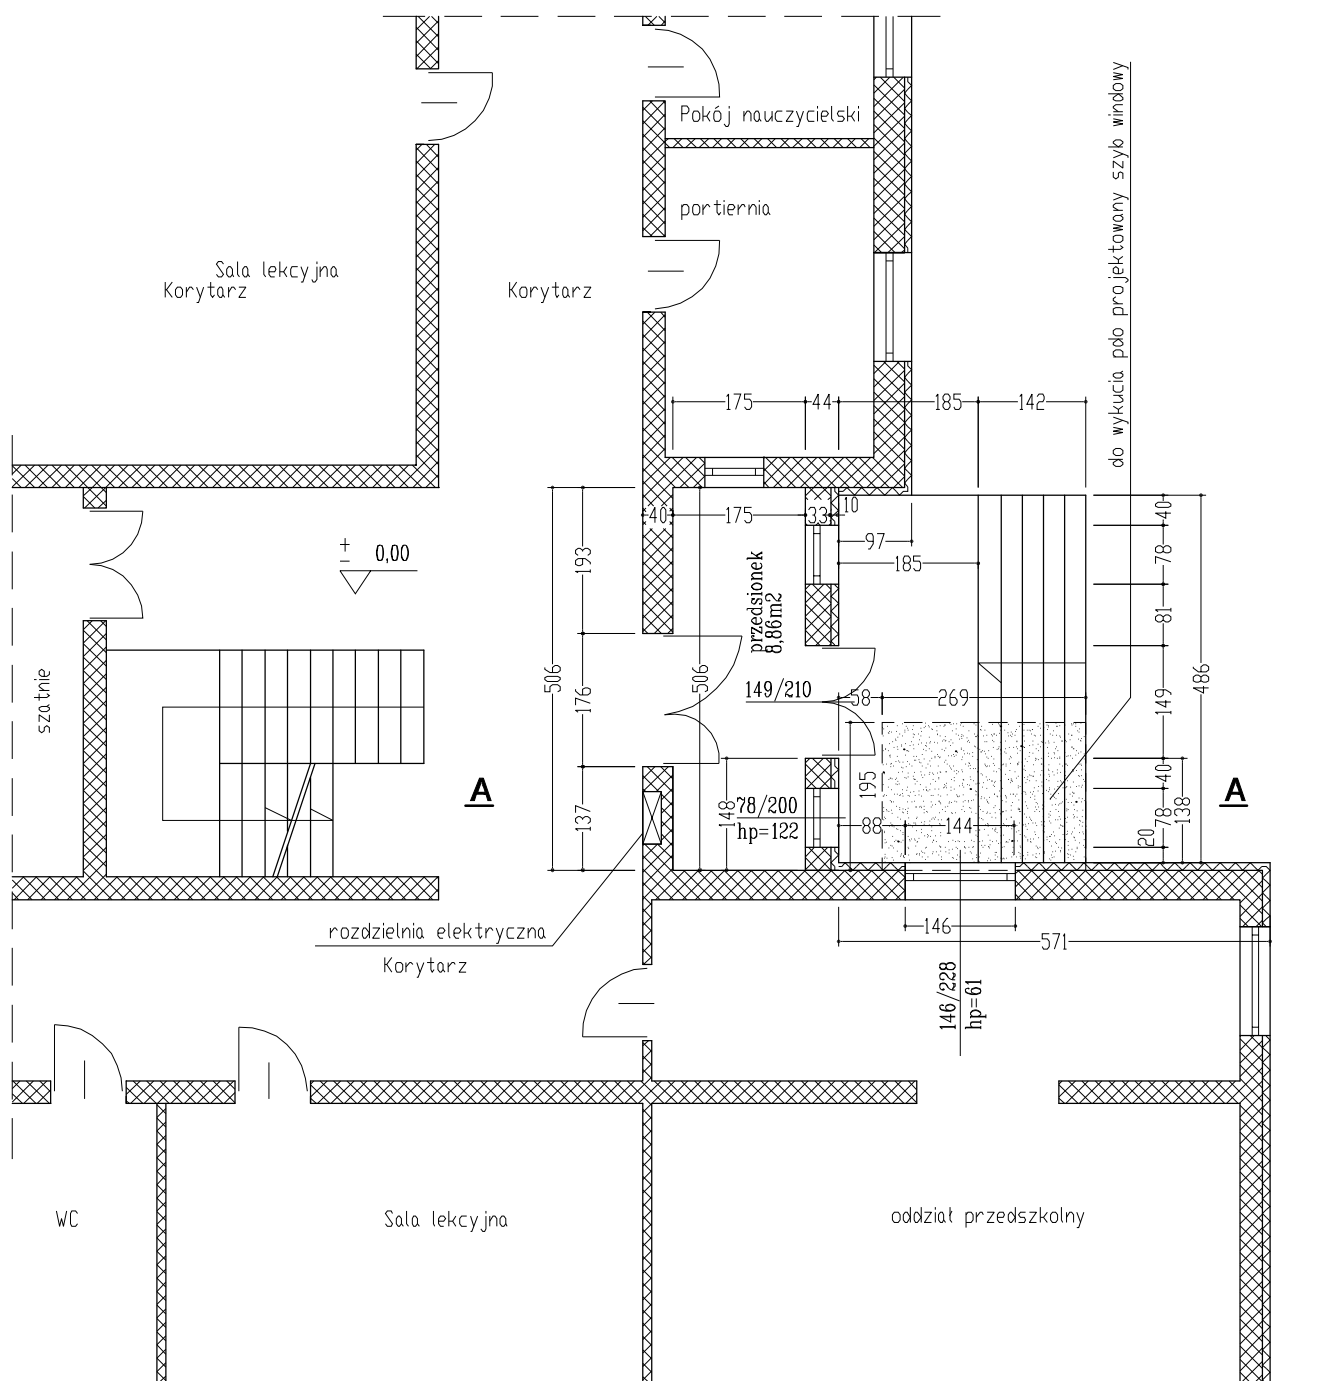 Pokój nauczycielski
do wykucia pdo projektowany szyb windowy
portiernia
Sala lekcyjna
Korytarz
Korytarz
175
44
185
142
40
175
33
10
40
97
185
78
193
±
0,00
przedsionek
8,86m2
81
506
506
176
szatnie
149/210
58
269
149
486
A
A
195
40
78
138
20
137
148
78/200
hp=122
88
144
rozdzielnia elektryczna
Korytarz
146
571
146/228
hp=61
WC
Sala lekcyjna
oddział przedszkolny